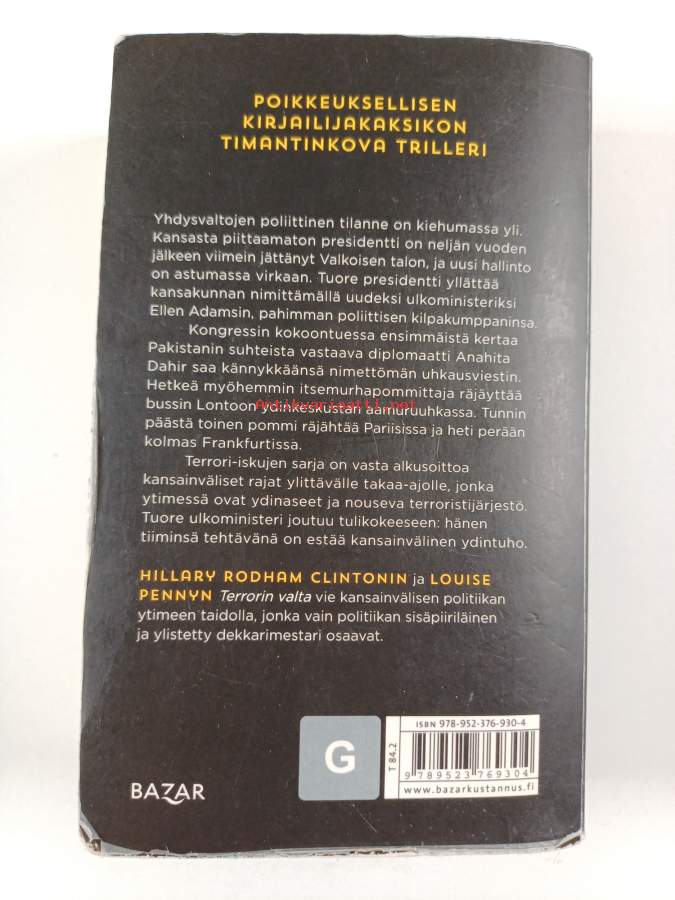 POIKKEUKSELLISEN
KIRJAILIJAKAKSIKON
TIMANTINKOVA TRILLERI
Yhdysvaltojen poliittinen tilanne on kiehumassa yli.
Kansasta piittaamaton presidentti on neljän vuoden
jälkeen viimein jättänyt Valkoisen talon, ja uusi hallinto
on astumassa virkaan. Tuore presidentti yllättää
kansakunnan nimittämällä uudeksi ulkoministeriksi
Ellen Adamsin, pahimman poliittisen kilpakumppaninsa.
Kongressin kokoontuessa ensimmäistä kertaa
Pakistanin suhteista vastaava diplomaatti Anahita
Dahir saa kännykkäänsä nimettömän uhkausviestin.
Hetkeä myöhemmin itsemurhapommittaja räjäyttää
bussin Lontoon ydinkeskustan aamuruuhkassa. Tunnin
Antikvariaatti.net
päästä toinen pommi räjähtää Pariisissa ja heti perään
kolmas Frankfurtissa.
Terrori-iskujen sarja on vasta alkusoittoa
kansainväliset rajat ylittävälle takaa-ajolle, jonka
ytimessä ovat ydinaseet ja nouseva terroristijärjestö.
Tuore ulkoministeri joutuu tulikokeeseen: hänen
tiiminsä tehtävänä on estää kansainvälinen ydintuho.
HILLARY RODHAM CLINTONIN ja LOUISE
PENNYN Terrorin valta vie kansainvälisen politiikan
ytimeen taidolla, jonka vain politiikan sisäpiiriläinen
ja ylistetty dekkarimestari osaavat.
BAZAR
G
T 84.2
ISBN 978-952-376-930-4
9 789523 769304
www.bazarkustannus.fi